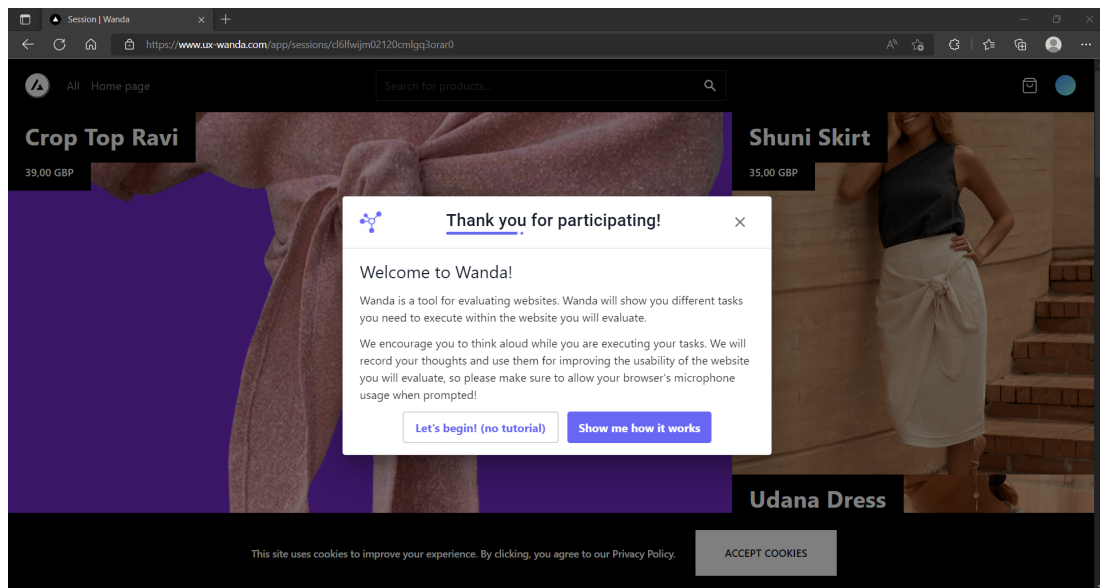 Session | Wanda
https://www.ux-wanda.com/app/sessions/cl6lfwijm02120cmlgq3orar0
All Home page
Search for products...
Crop Top Ravi
39,00 GBP
Shuni Skirt
35,00 GBP
Thank you for participating!
Welcome to Wanda!
Wanda is a tool for evaluating websites. Wanda will show you different tasks
you need to execute within the website you will evaluate.
We encourage you to think aloud while you are executing your tasks. We will
record your thoughts and use them for improving the usability of the website
you will evaluate, so please make sure to allow your browser's microphone
usage when prompted!
Let's begin! (no tutorial)
Show me how it works
Udana Dress
This site uses cookies to improve your experience. By clicking, you agree to our Privacy Policy.
ACCEPT COOKIES